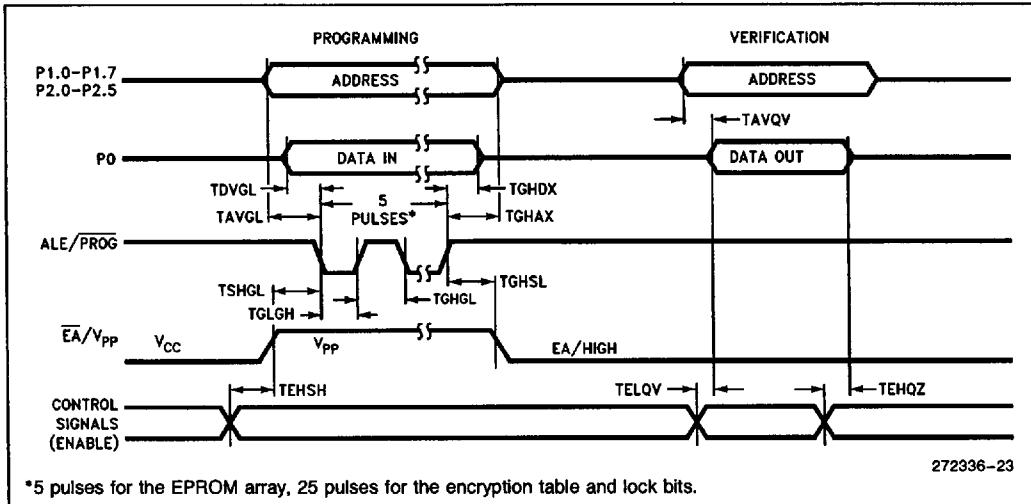 PROGRAMMING VERIFICATION
P1.0–P1.7
P2.0–P2.5
ADDRESS ADDRESS
TAVQV
P0
DATA IN DATA OUT
TDVGL TGHDX
5
PULSES*
TAVGL TGHAX
ALE/PROG
TSHGL TGHSL
TGHGL
TGLGH
EA/VPP
VCC VPP EA/HIGH
TEHSH TELQV TEHQZ
CONTROL
SIGNALS
(ENABLE)
272336–23
*5 pulses for the EPROM array, 25 pulses for the encryption table and lock bits.